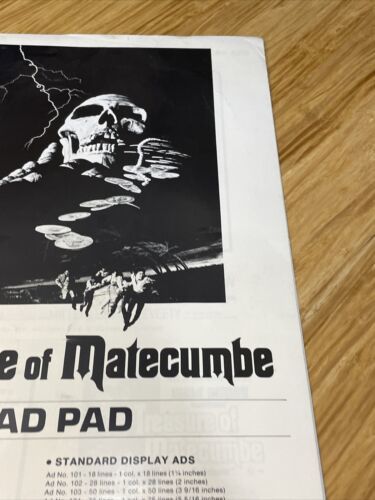 e of Matecumbe
AD PAD
• STANDARD DISPLAY ADS
Ad No. 101 - 18 lines - 1 col. x 18 lines (1¼ inches)
Ad No. 102 - 28 lines - 1 col. x 28 lines (2 inches)
Ad No. 103 - 50 lines - 1 col. x 50 lines (3 9/16 inches)